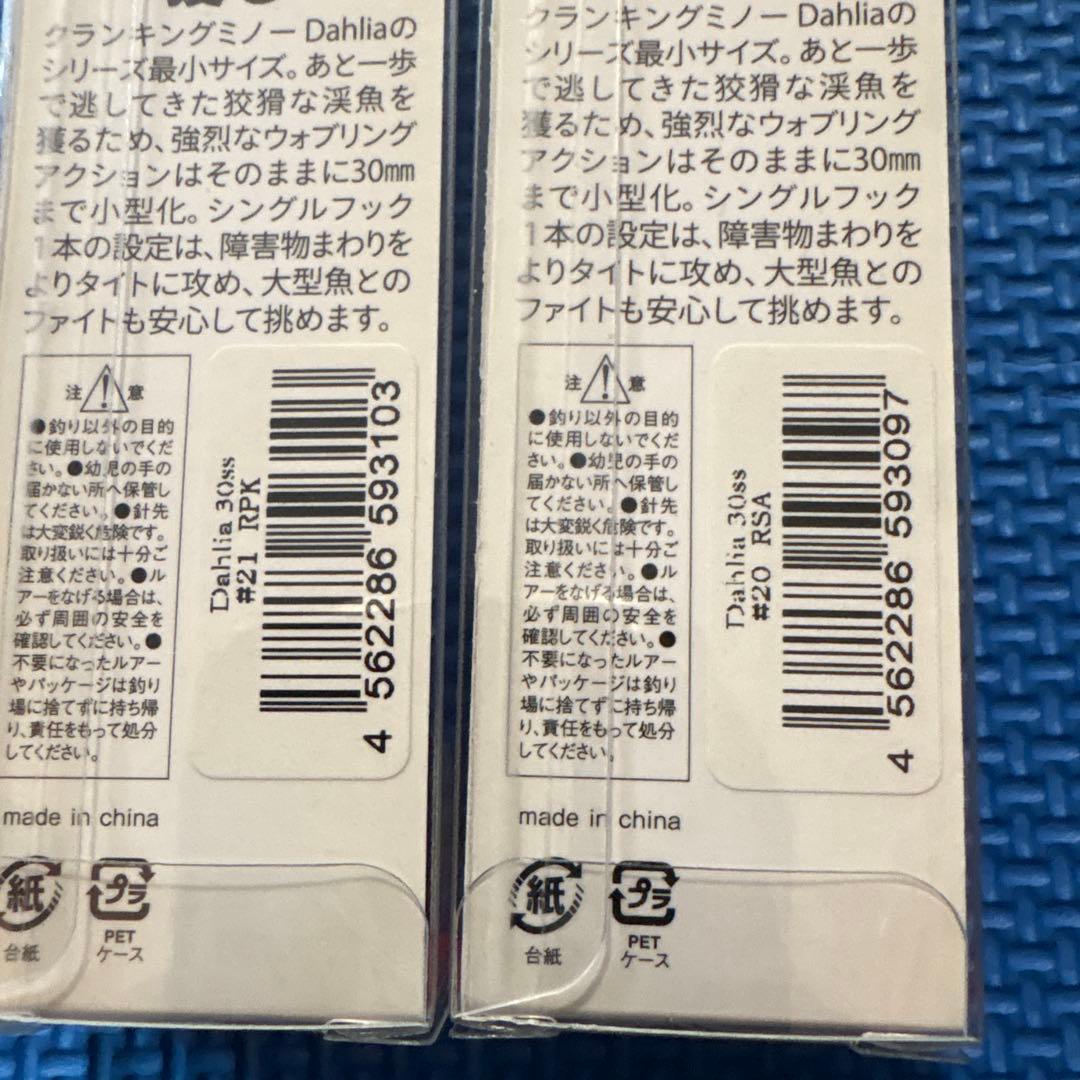 クランキングミノー Dahliaの
シリーズ最小サイズ。あと一歩
で逃してきた狡猾な渓魚を
獲るため、強烈なウォブリング
アクションはそのままに30㎜
まで小型化。シングルフック
1本の設定は、障害物まわりを
よりタイトに攻め、大型魚との
ファイトも安心して挑めます。
注意
●釣り以外の目的
に使用しないでくだ
さい。●幼児の手の
届かない所へ保管し
てください。●針先
は大変鋭く危険です。
取り扱いには十分ご
注意ください。●ル
アーをなげる場合は、
必ず周囲の安全を
確認してください。●
不要になったルアー
やパッケージは釣り
場に捨てずに持ち帰
り、責任をもって処分
してください。
Dahlia 30ss
#21 RPK
4 562286 593103
made in china
紙
台紙
プラ
PET
ケース
クランキングミノー Dahliaの
シリーズ最小サイズ。あと一歩
で逃してきた狡猾な渓魚を
獲るため、強烈なウォブリング
アクションはそのままに30㎜
まで小型化。シングルフック
1本の設定は、障害物まわりを
よりタイトに攻め、大型魚との
ファイトも安心して挑めます。
注意
●釣り以外の目的
に使用しないでくだ
さい。●幼児の手の
届かない所へ保管し
てください。●針先
は大変鋭く危険です。
取り扱いには十分ご
注意ください。●ル
アーをなげる場合は、
必ず周囲の安全を
確認してください。●
不要になったルアー
やパッケージは釣り
場に捨てずに持ち帰
り、責任をもって処分
してください。
Dahlia 30ss
#20 RSA
4 562286 593097
made in china
紙
台紙
プラ
PET
ケース